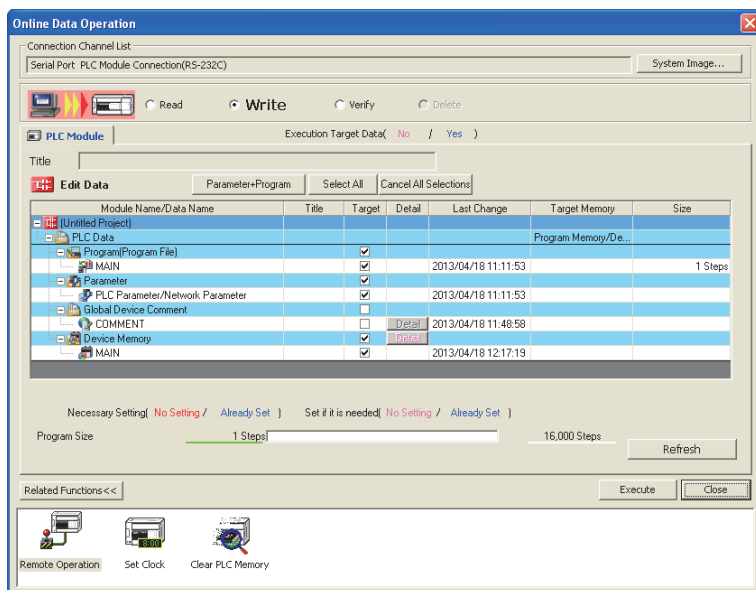 Online Data Operation
Connection Channel List
Serial Port PLC Module Connection(RS-232C)
System Image...
Read Write Verify Delete
PLC Module
Execution Target Data( No / Yes )
Title
Edit Data
Parameter+Program
Select All
Cancel All Selections
Module Name/Data Name Title Target Detail Last Change Target Memory Size
(Untitled Project)
PLC Data Program Memory/De...
Program(Program File)
MAIN 2013/04/18 11:11:53 1 Steps
Parameter
PLC Parameter/Network Parameter 2013/04/18 11:11:53
Global Device Comment
COMMENT Detail 2013/04/18 11:48:58
Device Memory Detail
MAIN 2013/04/18 12:17:19
Necessary Setting( No Setting / Already Set ) Set if it is needed( No Setting / Already Set )
Program Size 1 Steps 16,000 Steps
Refresh
Related Functions<<
Execute
Close
8:00
Remote Operation Set Clock Clear PLC Memory